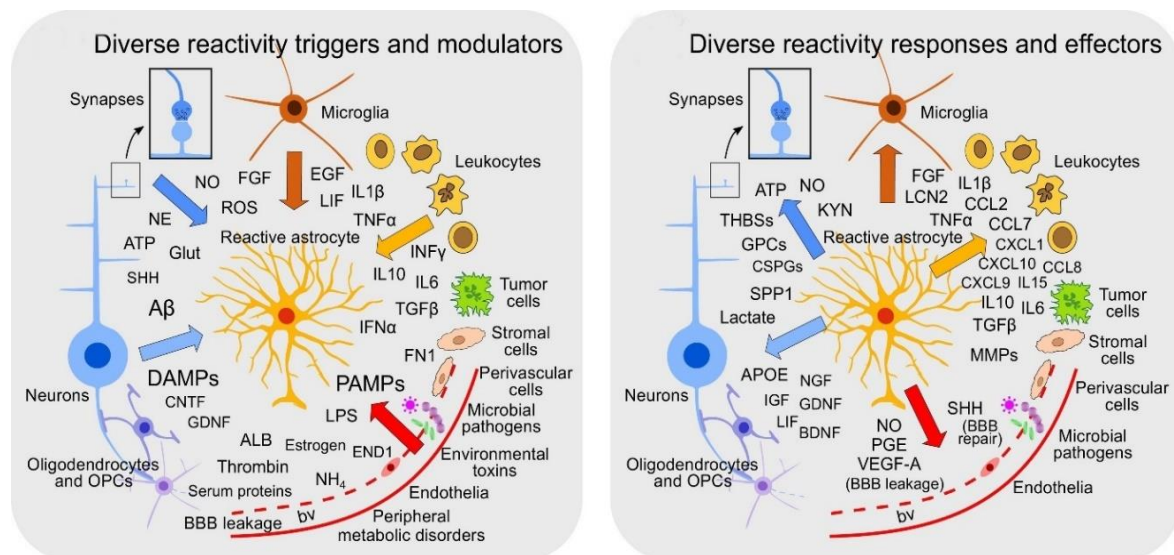 Diverse reactivity triggers and modulators
Synapses
Microglia
Leukocytes
NO
FGF
EGF
ROS
LIF
IL1β
NE
TNFα
Reactive astrocyte
ATP
Glut
INFγ
SHH
IL10
IL6
Tumor
cells
Aβ
TGFβ
IFNα
Stromal
cells
FN1
Neurons
DAMPs
PAMPs
Perivascular
cells
CNTF
GDNF
LPS
Microbial
pathogens
ALB
Estrogen
END1
Environmental
toxins
Oligodendrocytes
and OPCs
Thrombin
NH4
Endothelia
Serum proteins
BBB leakage
bv
Peripheral
metabolic disorders
Diverse reactivity responses and effectors
Synapses
Microglia
Leukocytes
ATP
NO
FGF
LCN2
IL1β
KYN
CCL2
THBSs
TNFα
CCL7
Reactive astrocyte
GPCs
CXCL1
CSPGs
CXCL10
CCL8
SPP1
CXCL9
IL15
IL10
IL6
Tumor
cells
Lactate
TGFβ
Stromal
cells
MMPs
Neurons
APOE
NGF
Perivascular
cells
IGF
GDNF
SHH
(BBB
repair)
LIF
BDNF
NO
PGE
VEGF-A
(BBB leakage)
Microbial
pathogens
Oligodendrocytes
and OPCs
Endothelia
bv